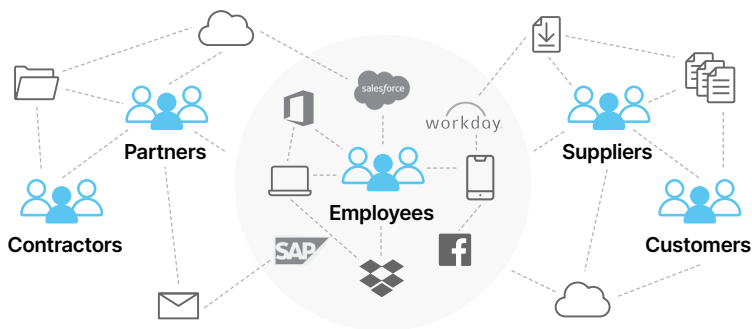 salesforce
workday
Partners
Suppliers
Employees
Contractors
Customers
SAP